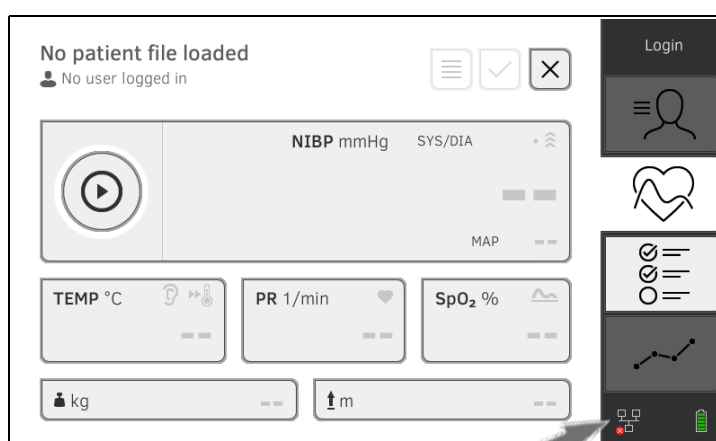 No patient file loaded
No user logged in
Login
NIBP mmHg SYS/DIA
-- --
MAP --
TEMP °C
--
PR 1/min
--
SpO₂ %
--
kg --
m --